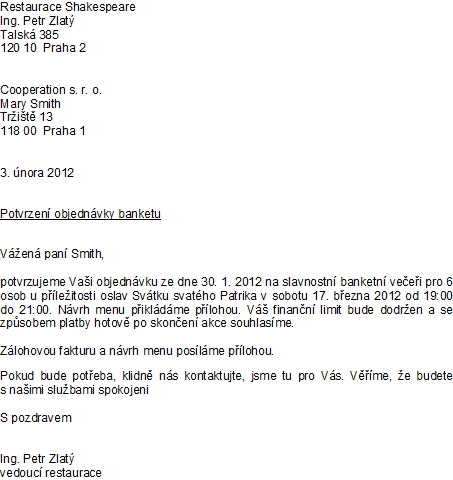 Restaurace Shakespeare
Ing. Petr Zlatý
Talská 385
120 10  Praha 2
Cooperation s. r. o.
Mary Smith
Tržiště 13
118 00  Praha 1
3. února 2012
Potvrzení objednávky banketu
Vážená paní Smith,
potvrzujeme Vaši objednávku ze dne 30. 1. 2012 na slavnostní banketní večeři pro 6
osob u příležitosti oslav Svátku svatého Patrika v sobotu 17. března 2012 od 19:00
do 21:00. Návrh menu přikládáme přílohou. Váš finanční limit bude dodržen a se
způsobem platby hotově po skončení akce souhlasíme.
Zálohovou fakturu a návrh menu posíláme přílohou.
Pokud bude potřeba, klidně nás kontaktujte, jsme tu pro Vás. Věříme, že budete
s našimi službami spokojeni
S pozdravem
Ing. Petr Zlatý
vedoucí restaurace